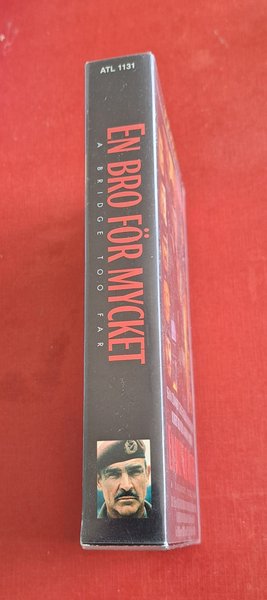 ATL 1131
EN BRO FÖR MYCKET
A BRIDGE TOO FAR